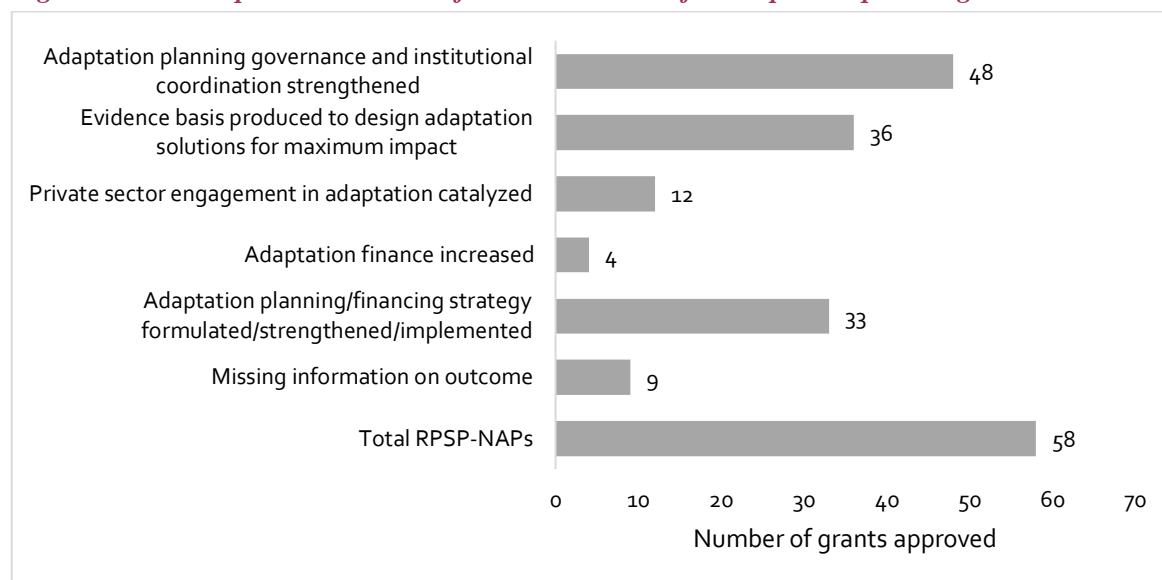 Adaptation planning governance and institutional
coordination strengthened
48
Evidence basis produced to design adaptation
solutions for maximum impact
36
Private sector engagement in adaptation catalyzed
12
Adaptation finance increased
4
Adaptation planning/financing strategy
formulated/strengthened/implemented
33
Missing information on outcome
9
Total RPSP-NAPs
58
0 10 20 30 40 50 60 70
Number of grants approved